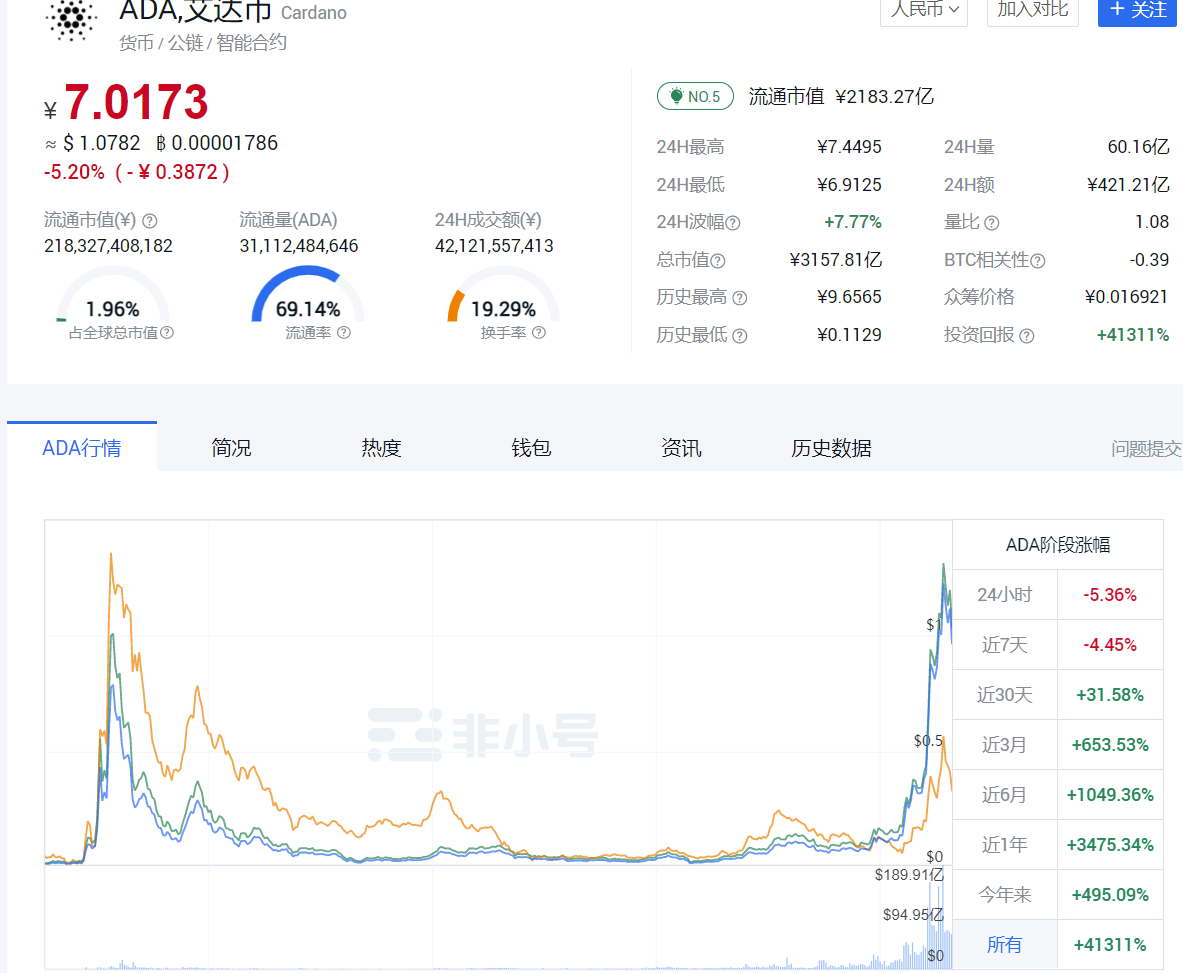 ADA,艾达币 Cardano
人民币 加入对比 + 关注
货币 / 公链 / 智能合约
¥ 7.0173
≈ $ 1.0782 ฿ 0.00001786
-5.20% ( - ¥ 0.3872 )
流通市值(¥) ?
218,327,408,182
1.96%
占全球总市值 ?
流通量(ADA)
31,112,484,646
69.14%
流通率 ?
24H成交额(¥)
42,121,557,413
19.29%
换手率 ?
NO.5 流通市值 ¥2183.27亿
24H最高 ¥7.4495 24H量 60.16亿
24H最低 ¥6.9125 24H额 ¥421.21亿
24H波幅 ? +7.77% 量比 ? 1.08
总市值 ? ¥3157.81亿 BTC相关性 ? -0.39
历史最高 ? ¥9.6565 众筹价格 ¥0.016921
历史最低 ? ¥0.1129 投资回报 ? +41311%
ADA行情 简况 热度 钱包 资讯 历史数据 问题提交
$1
$0.5
$0
$189.91亿
$94.95亿
$0
非小号
ADA阶段涨幅
24小时 -5.36%
近7天 -4.45%
近30天 +31.58%
近3月 +653.53%
近6月 +1049.36%
近1年 +3475.34%
今年来 +495.09%
所有 +41311%